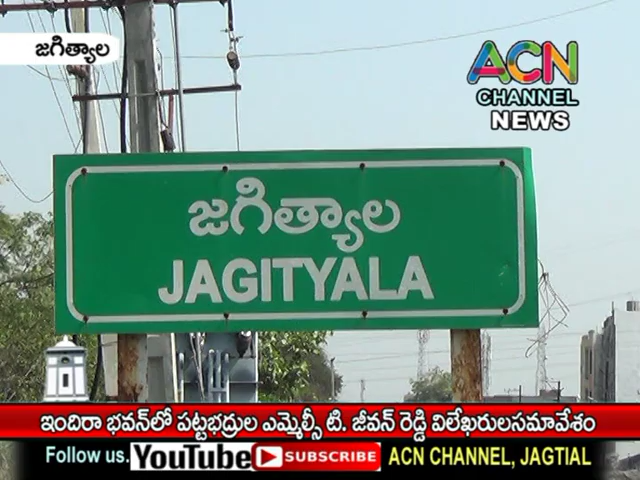 జగిత్యాల
ACN
CHANNEL
NEWS
జగిత్యాల
JAGITYALA
ఇందిరా భవన్‌లో పట్టభద్రుల ఎమ్మెల్సీ టి. జీవన్ రెడ్డి విలేఖరులసమావేశం
Follow us. YouTube SUBSCRIBE ACN CHANNEL, JAGTIAL